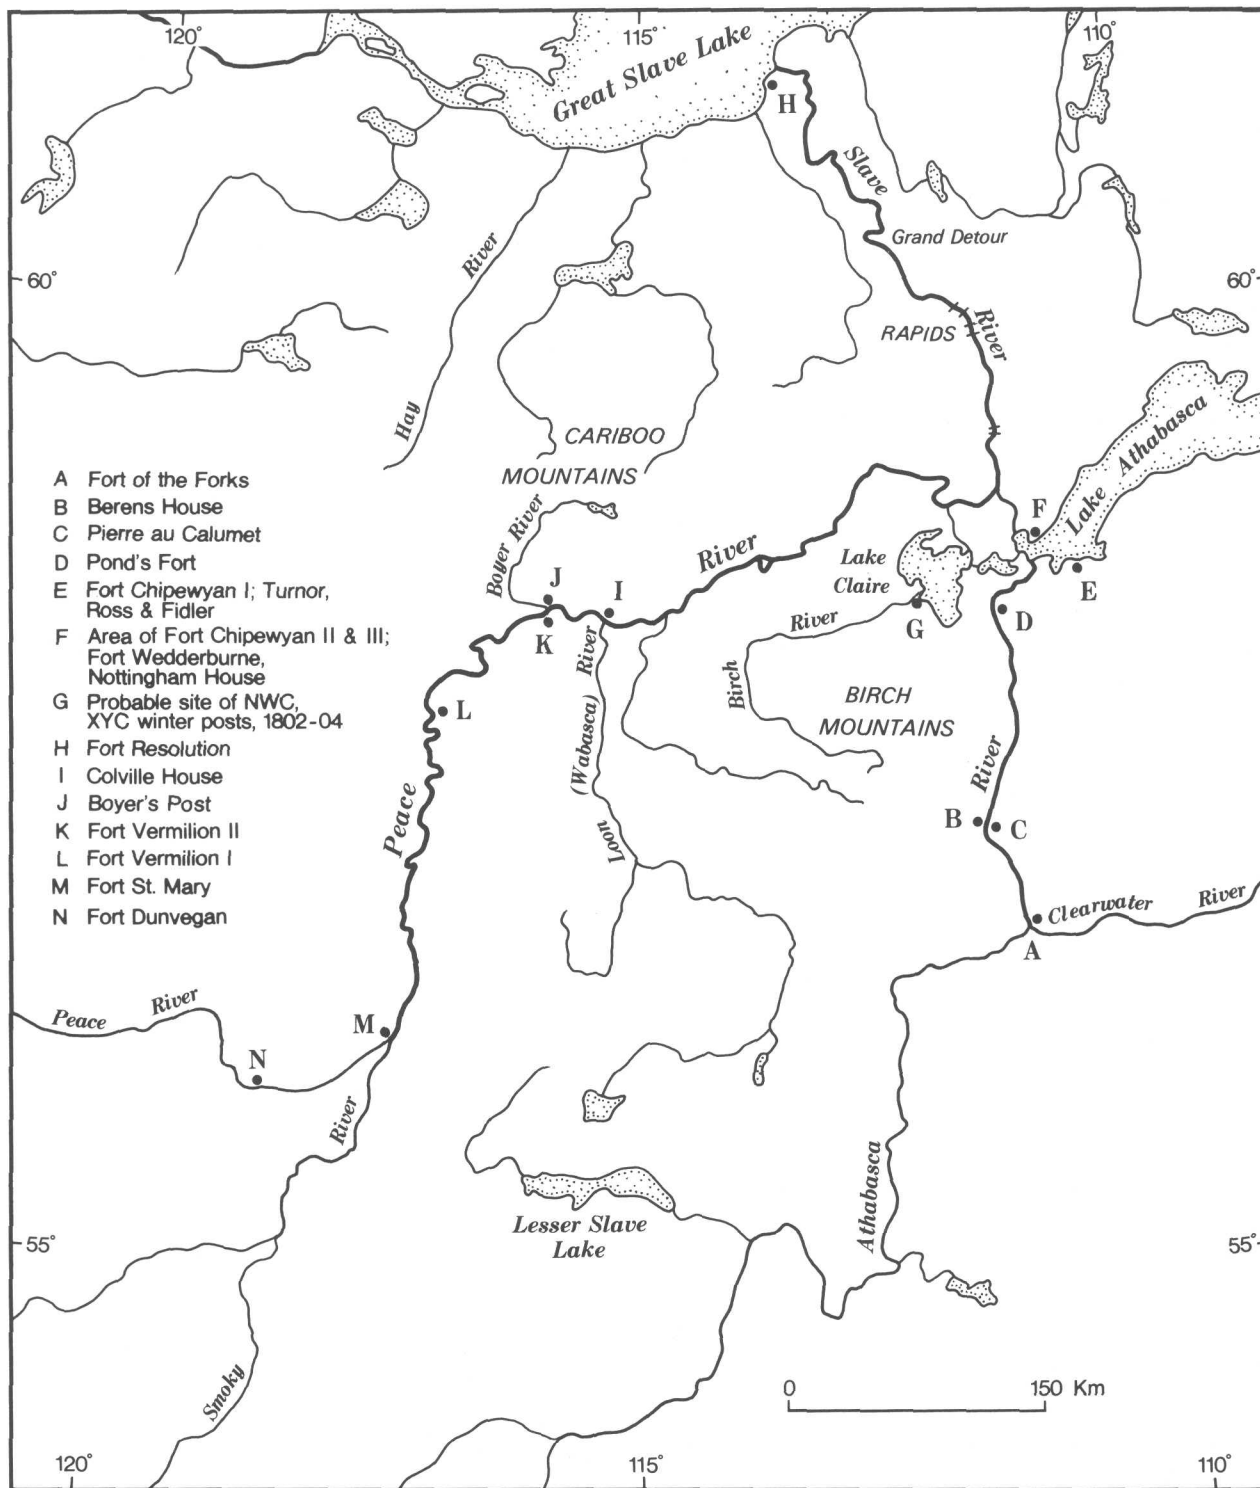 120°
115°
110°
Great Slave Lake
H
Slave
Grand Detour
River
60°
60°
RAPIDS
River
Hay
CARIBOO
MOUNTAINS
Lake Athabasca
A Fort of the Forks
B Berens House
C Pierre au Calumet
D Pond's Fort
E Fort Chipewyan I; Turnor,
Ross & Fidler
F Area of Fort Chipewyan II & III;
Fort Wedderburne,
Nottingham House
G Probable site of NWC,
XYC winter posts, 1802-04
H Fort Resolution
I Colville House
J Boyer's Post
K Fort Vermilion II
L Fort Vermilion I
M Fort St. Mary
N Fort Dunvegan
Boyer River
River
Lake
Claire
F
E
J
I
K
G
D
River
Birch
BIRCH
MOUNTAINS
L
River
(Wabasca)
Loon
Peace
River
B
C
Clearwater River
A
Peace River
M
N
River
Athabasca
Lesser Slave
Lake
55°
55°
Smoky
0 150 Km
120°
115°
110°